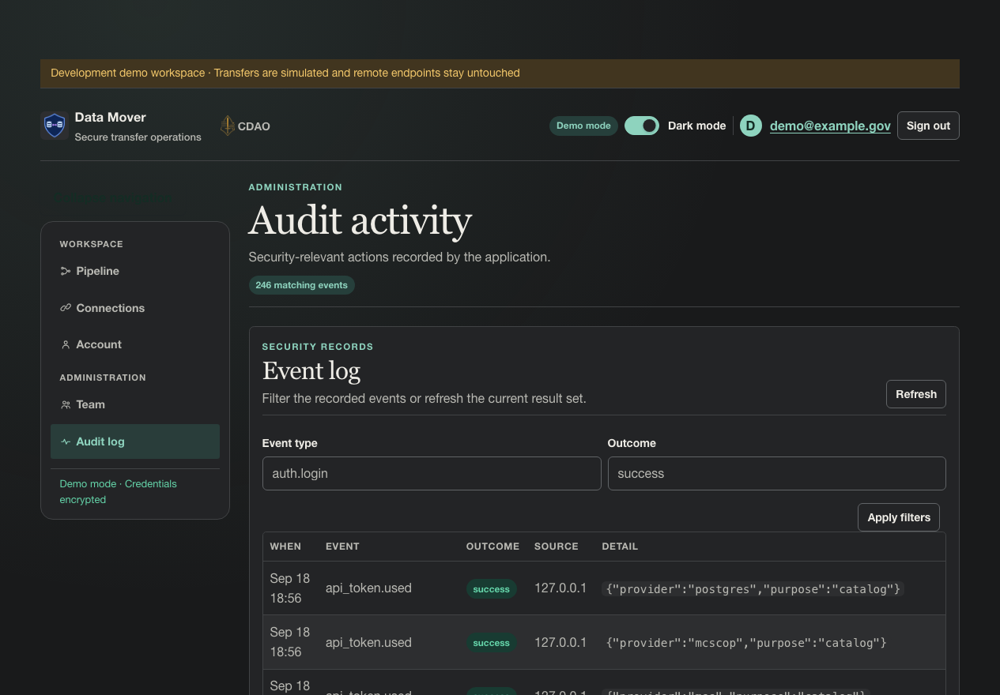 Development demo workspace · Transfers are simulated and remote endpoints stay untouched
Data Mover
Secure transfer operations
CDAO
Demo mode
Dark mode
D
demo@example.gov
Sign out
WORKSPACE
Pipeline
Connections
Account
ADMINISTRATION
Team
Audit log
Demo mode · Credentials
encrypted
ADMINISTRATION
Audit activity
Security-relevant actions recorded by the application.
246 matching events
SECURITY RECORDS
Event log
Filter the recorded events or refresh the current result set.
Refresh
Event type
Outcome
auth.login
success
Apply filters
WHEN EVENT OUTCOME SOURCE DETAIL
Sep 18
18:56
api_token.used success 127.0.0.1 {"provider":"postgres","purpose":"catalog"}
Sep 18
18:56
api_token.used success 127.0.0.1 {"provider":"mcscop","purpose":"catalog"}
Sep 18